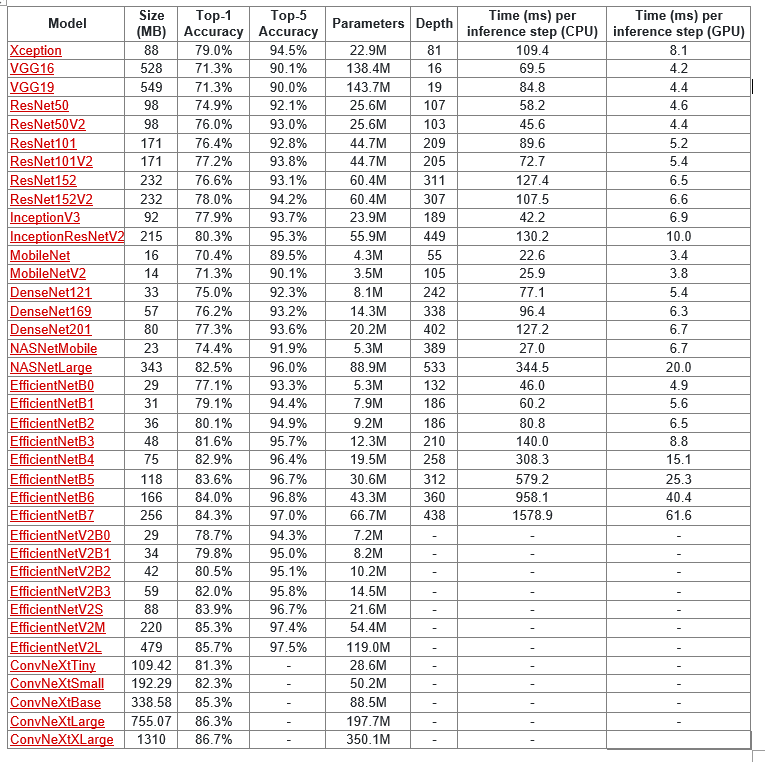 Model Size (MB) Top-1 Accuracy Top-5 Accuracy Parameters Depth Time (ms) per inference step (CPU) Time (ms) per inference step (GPU)
Xception 88 79.0% 94.5% 22.9M 81 109.4 8.1
VGG16 528 71.3% 90.1% 138.4M 16 69.5 4.2
VGG19 549 71.3% 90.0% 143.7M 19 84.8 4.4
ResNet50 98 74.9% 92.1% 25.6M 107 58.2 4.6
ResNet50V2 98 76.0% 93.0% 25.6M 103 45.6 4.4
ResNet101 171 76.4% 92.8% 44.7M 209 89.6 5.2
ResNet101V2 171 77.2% 93.8% 44.7M 205 72.7 5.4
ResNet152 232 76.6% 93.1% 60.4M 311 127.4 6.5
ResNet152V2 232 78.0% 94.2% 60.4M 307 107.5 6.6
InceptionV3 92 77.9% 93.7% 23.9M 189 42.2 6.9
InceptionResNetV2 215 80.3% 95.3% 55.9M 449 130.2 10.0
MobileNet 16 70.4% 89.5% 4.3M 55 22.6 3.4
MobileNetV2 14 71.3% 90.1% 3.5M 105 25.9 3.8
DenseNet121 33 75.0% 92.3% 8.1M 242 77.1 5.4
DenseNet169 57 76.2% 93.2% 14.3M 338 96.4 6.3
DenseNet201 80 77.3% 93.6% 20.2M 402 127.2 6.7
NASNetMobile 23 74.4% 91.9% 5.3M 389 27.0 6.7
NASNetLarge 343 82.5% 96.0% 88.9M 533 344.5 20.0
EfficientNetB0 29 77.1% 93.3% 5.3M 132 46.0 4.9
EfficientNetB1 31 79.1% 94.4% 7.9M 186 60.2 5.6
EfficientNetB2 36 80.1% 94.9% 9.2M 186 80.8 6.5
EfficientNetB3 48 81.6% 95.7% 12.3M 210 140.0 8.8
EfficientNetB4 75 82.9% 96.4% 19.5M 258 308.3 15.1
EfficientNetB5 118 83.6% 96.7% 30.6M 312 579.2 25.3
EfficientNetB6 166 84.0% 96.8% 43.3M 360 958.1 40.4
EfficientNetB7 256 84.3% 97.0% 66.7M 438 1578.9 61.6
EfficientNetV2B0 29 78.7% 94.3% 7.2M - - -
EfficientNetV2B1 34 79.8% 95.0% 8.2M - - -
EfficientNetV2B2 42 80.5% 95.1% 10.2M - - -
EfficientNetV2B3 59 82.0% 95.8% 14.5M - - -
EfficientNetV2S 88 83.9% 96.7% 21.6M - - -
EfficientNetV2M 220 85.3% 97.4% 54.4M - - -
EfficientNetV2L 479 85.7% 97.5% 119.0M - - -
ConvNeXtTiny 109.42 81.3% - 28.6M - - -
ConvNeXtSmall 192.29 82.3% - 50.2M - - -
ConvNeXtBase 338.58 85.3% - 88.5M - - -
ConvNeXtLarge 755.07 86.3% - 197.7M - - -
ConvNeXtXLarge 1310 86.7% - 350.1M - - -